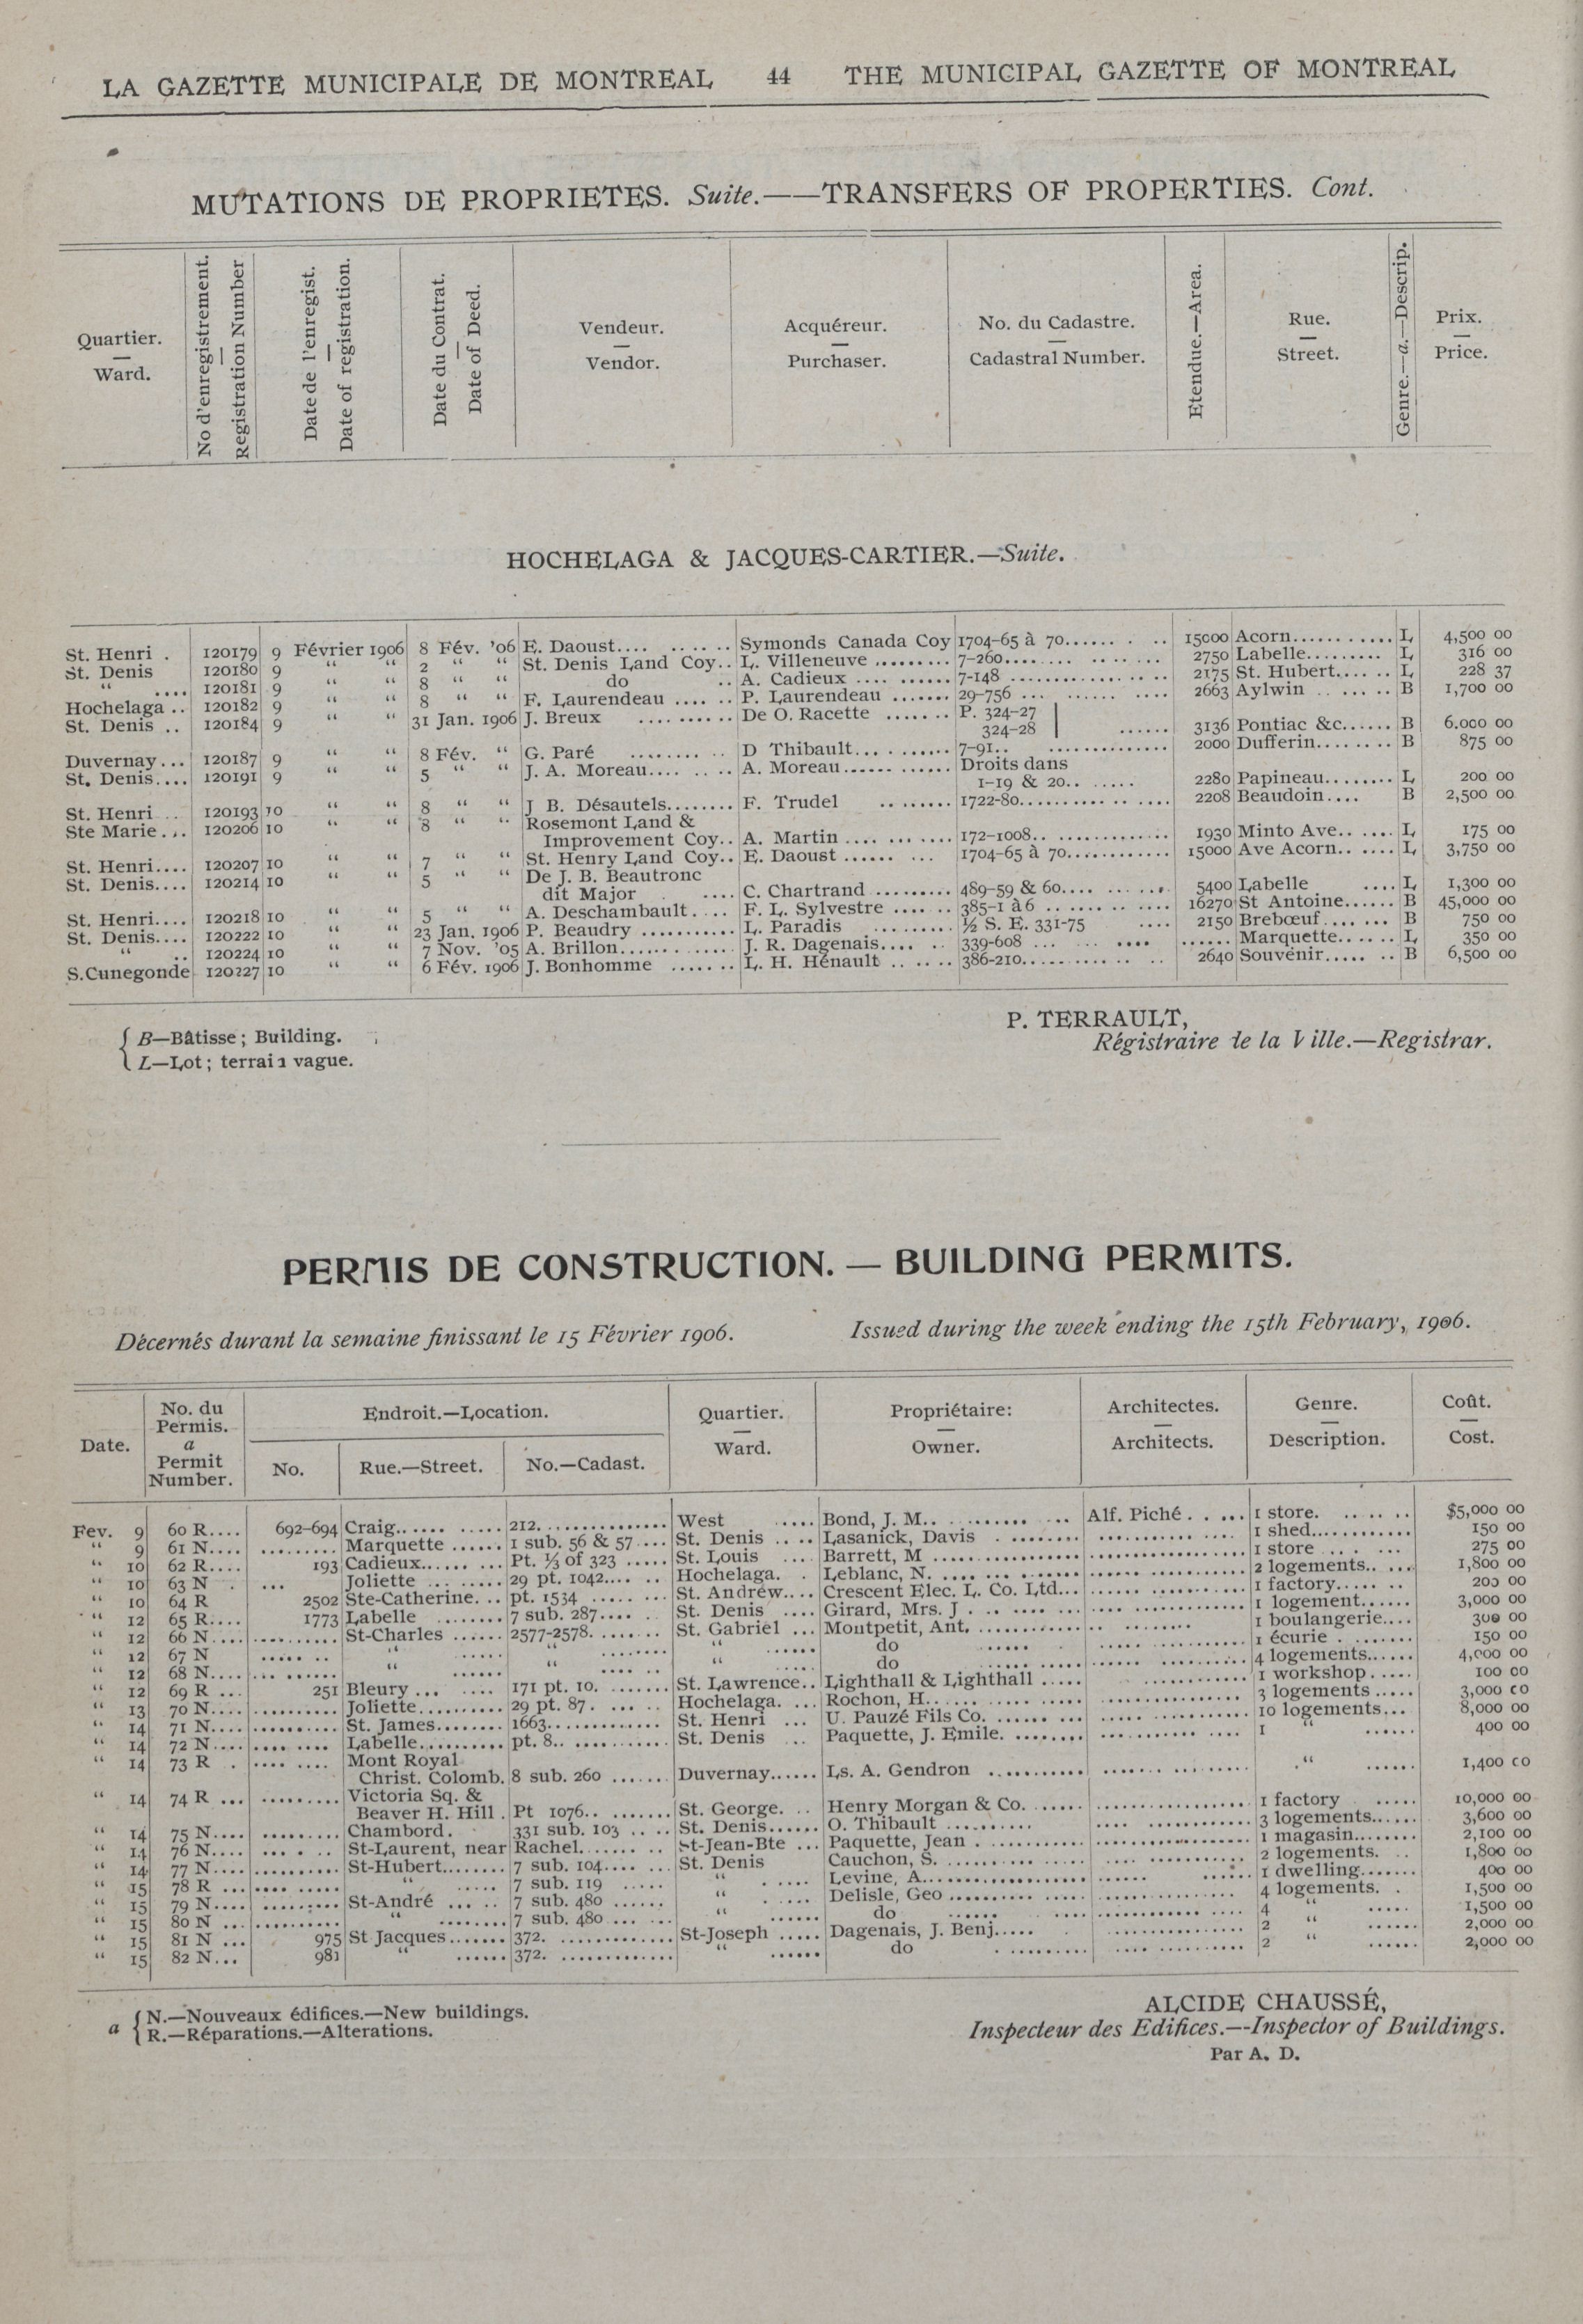 LA GAZETTE MUNICIPALE DE MONTREAL 44 THE MUNICIPAL GAZETTE OF MONTREAL
MUTATIONS DE PROPRIETES. Suite.——TRANSFERS OF PROPERTIES. Cont.
Quartier. — Ward.
No d'enregistrement. — Registration Number
Date de l'enregist. — Date of registration.
Date du Contrat. — Date of Deed.
Vendeur. — Vendor.
Acquéreur. — Purchaser.
No. du Cadastre. — Cadastral Number.
Etendue.—Area.
Rue. — Street.
Genre.—a.—Descrip.
Prix. — Price.
HOCHELAGA & JACQUES-CARTIER.—Suite.
St. Henri . 120179 9 Février 1906 8 Fév. '06 E. Daoust.... Symonds Canada Coy 1704-65 à 70...... 15000 Acorn........... L 4,500 00
St. Denis 120180 9 " " 2 " " St. Denis Land Coy.. L. Villeneuve ......... 7-260.... 2750 Labelle......... L 316 00
" .... 120181 9 " " 8 " " do .. A. Cadieux .... ...... 7-148 .... 2175 St. Hubert...... L 228 37
Hochelaga .. 120182 9 " " 8 " " F. Laurendeau .... .. P. Laurendeau ....... 29-756 ... 2663 Aylwin .. .... B 1,700 00
St. Denis .. 120184 9 " " 31 Jan. 1906 J. Breux .......... De O. Racette ....... P. 324-27
324-28 ...... 3136 Pontiac &c...... B 6.000 00
Duvernay... 120187 9 " " 8 Fév. " G. Paré ........ .. D Thibault... ....... 7-91.. .............. 2000 Dufferin........ B 875 00
St. Denis.... 120191 9 " " 5 " " J. A. Moreau.... .. A. Moreau............ Droits dans
1-19 & 20.. ..... 2280 Papineau........ L 200 00
St. Henri .. 120193 10 " " 8 " " J B. Désautels........ F. Trudel ........ 1722-80.......... 2208 Beaudoin.... B 2,500 00
Ste Marie... 120206 10 " " 8 " " Rosemont Land &
Improvement Coy.. A. Martin .... ....... 172-1008.. ........... 1930 Minto Ave.. .... L 175 00
St. Henri.... 120207 10 " " 7 " " St. Henry Land Coy.. E. Daoust ...... ... 1704-65 à 70........... 15000 Ave Acorn.. .... L 3,750 00
St. Denis.... 120214 10 " " 5 " " De J. B. Beautronc
dit Major .... C. Chartrand ......... 489-59 & 60.... ....... 5400 Labelle .... L 1,300 00
St. Henri.... 120218 10 " " 5 " " A. Deschambault.... F. L. Sylvestre .... .. 385-1 à 6 .. ........ 16270 St Antoine...... B 45,000 00
St. Denis.... 120222 10 " " 23 Jan. 1906 P. Beaudry ........... L. Paradis ......... ½ S. E. 331-75 .... 2150 Brebœuf.... ... B 750 00
" .. 120224 10 " " 7 Nov. '05 A. Brillon............ J. R. Dagenais.... .. 339-608 ... ... .... ...... Marquette...... L 350 00
S.Cunegonde 120227 10 " " 6 Fév. 1906 J. Bonhomme ....... L. H. Hénault .. .... 386-210.......... 2640 Souvenir..... .. B 6,500 00
B—Bâtisse; Building.
L—Lot; terrain vague.
P. TERRAULT,
Régistraire de la Ville.—Registrar.
PERMIS DE CONSTRUCTION. — BUILDING PERMITS.
Décernés durant la semaine finissant le 15 Février 1906. Issued during the week ending the 15th February, 1906.
Date.
No. du Permis. a Permit Number.
Endroit.—Location.
No. Rue.—Street. No.—Cadast.
Quartier. — Ward.
Propriétaire: — Owner.
Architectes. — Architects.
Genre. — Description.
Coût. — Cost.
Fev. 9 60 R.... 692-694 Craig.. .......... 212. ............... West ..... Bond, J. M.. ......... Alf. Piché.. .... 1 store. ........ $5,000 00
" 9 61 N.... ......... Marquette ...... 1 sub. 56 & 57.... St. Denis .. .. Lasanick, Davis . ........ ............ 1 shed............ 150 00
" 10 62 R.... 193 Cadieux.......... Pt. ⅓ of 323 ..... St. Louis .... Barrett, M ................ ................ 1 store ... . ... 275 00
" 10 63 N . ... Joliette ......... 29 pt. 1042.... .. Hochelaga. . Leblanc, N. .... ......... ................ 2 logements.. .... 1,800 00
" 10 64 R 2502 Ste-Catherine. .. pt. 1534 ..... ... St. Andrew.... Crescent Elec. L. Co. Ltd... ............ 1 factory..... .. 200 00
" 12 65 R.... 1773 Labelle ........ 7 sub. 287.... .. St. Denis .... Girard, Mrs. J . .. ........ ............ 1 logement...... 3,000 00
" 12 66 N.... .......... St-Charles ...... 2577-2578. ....... St. Gabriel ... Montpetit, Ant. ............ .. ........ 1 boulangerie.... 300 00
" 12 67 N ..... .. " ...... " ........ " ...... do ...... ............ 1 écurie . ....... 150 00
" 12 68 N.... ... ...... " ...... " .... .. " ..... do ............ ............ 4 logements...... 4,000 00
" 12 69 R ... 251 Bleury ... .... 171 pt. 10. ....... St. Lawrence.. Lighthall & Lighthall ..... ............ 1 workshop..... 100 00
" 13 70 N.... .......... Joliette.......... 29 pt. 87. ... .. Hochelaga. ... Rochon, H...... ........ ............ 3 logements ..... 3,000 00
" 14 71 N.... .......... St. James........ 1663............. St. Henri ... U. Pauzé Fils Co. ...... ... ............ 10 logements... 8,000 00
" 14 72 N.... .... .... Labelle.......... pt. 8.. ........... St. Denis ... Paquette, J. Emile. ........ ............ 1 " ...... 400 00
" 14 73 R . .... .... Mont Royal
Christ. Colomb. 8 sub. 260 ....... Duvernay...... Ls. A. Gendron ........... ............ " ...... 1,400 00
" 14 74 R ... ......... Victoria Sq. &
Beaver H. Hill . Pt 1076.. ....... St. George. .. Henry Morgan & Co. ...... ............... 1 factory ..... 10,000 00
" 14 75 N.... ......... Chambord. 331 sub. 103 .. .. St. Denis...... O. Thibault .......... .... ............ 3 logements...... 3,600 00
" 14 76 N.... ... . .. St-Laurent, near Rachel....... .. St-Jean-Bte ... Paquette, Jean . ........... ............... 1 magasin........ 2,100 00
" 14 77 N.... .......... St-Hubert........ 7 sub. 104.... ... St. Denis Cauchon, S. ............... .... ........... 2 logements. .. 1,800 00
" 15 78 R ... .... ..... " ..... 7 sub. 119 ..... " . .... Levine, A.................. ...... 1 dwelling....... 400 00
" 15 79 N.... ......... St-André ... .. 7 sub. 480 ...... " . .... Delisle, Geo .......... ..... ............ 4 logements. . 1,500 00
" 15 80 N ... .......... " ........ 7 sub. 480 ... ... " ...... do ...... .... ............ 4 " ..... 1,500 00
" 15 81 N ... 975 St Jacques....... 372. ............. St-Joseph ..... Dagenais, J. Benj..... . ............... 2 " ...... 2,000 00
" 15 82 N... 981 " ...... 372. ............. " ...... do .......... .... .......... 2 " ...... 2,000 00
a N.—Nouveaux édifices.—New buildings.
R.—Réparations.—Alterations.
ALCIDE CHAUSSÉ,
Inspecteur des Edifices.—-Inspector of Buildings.
Par A. D.